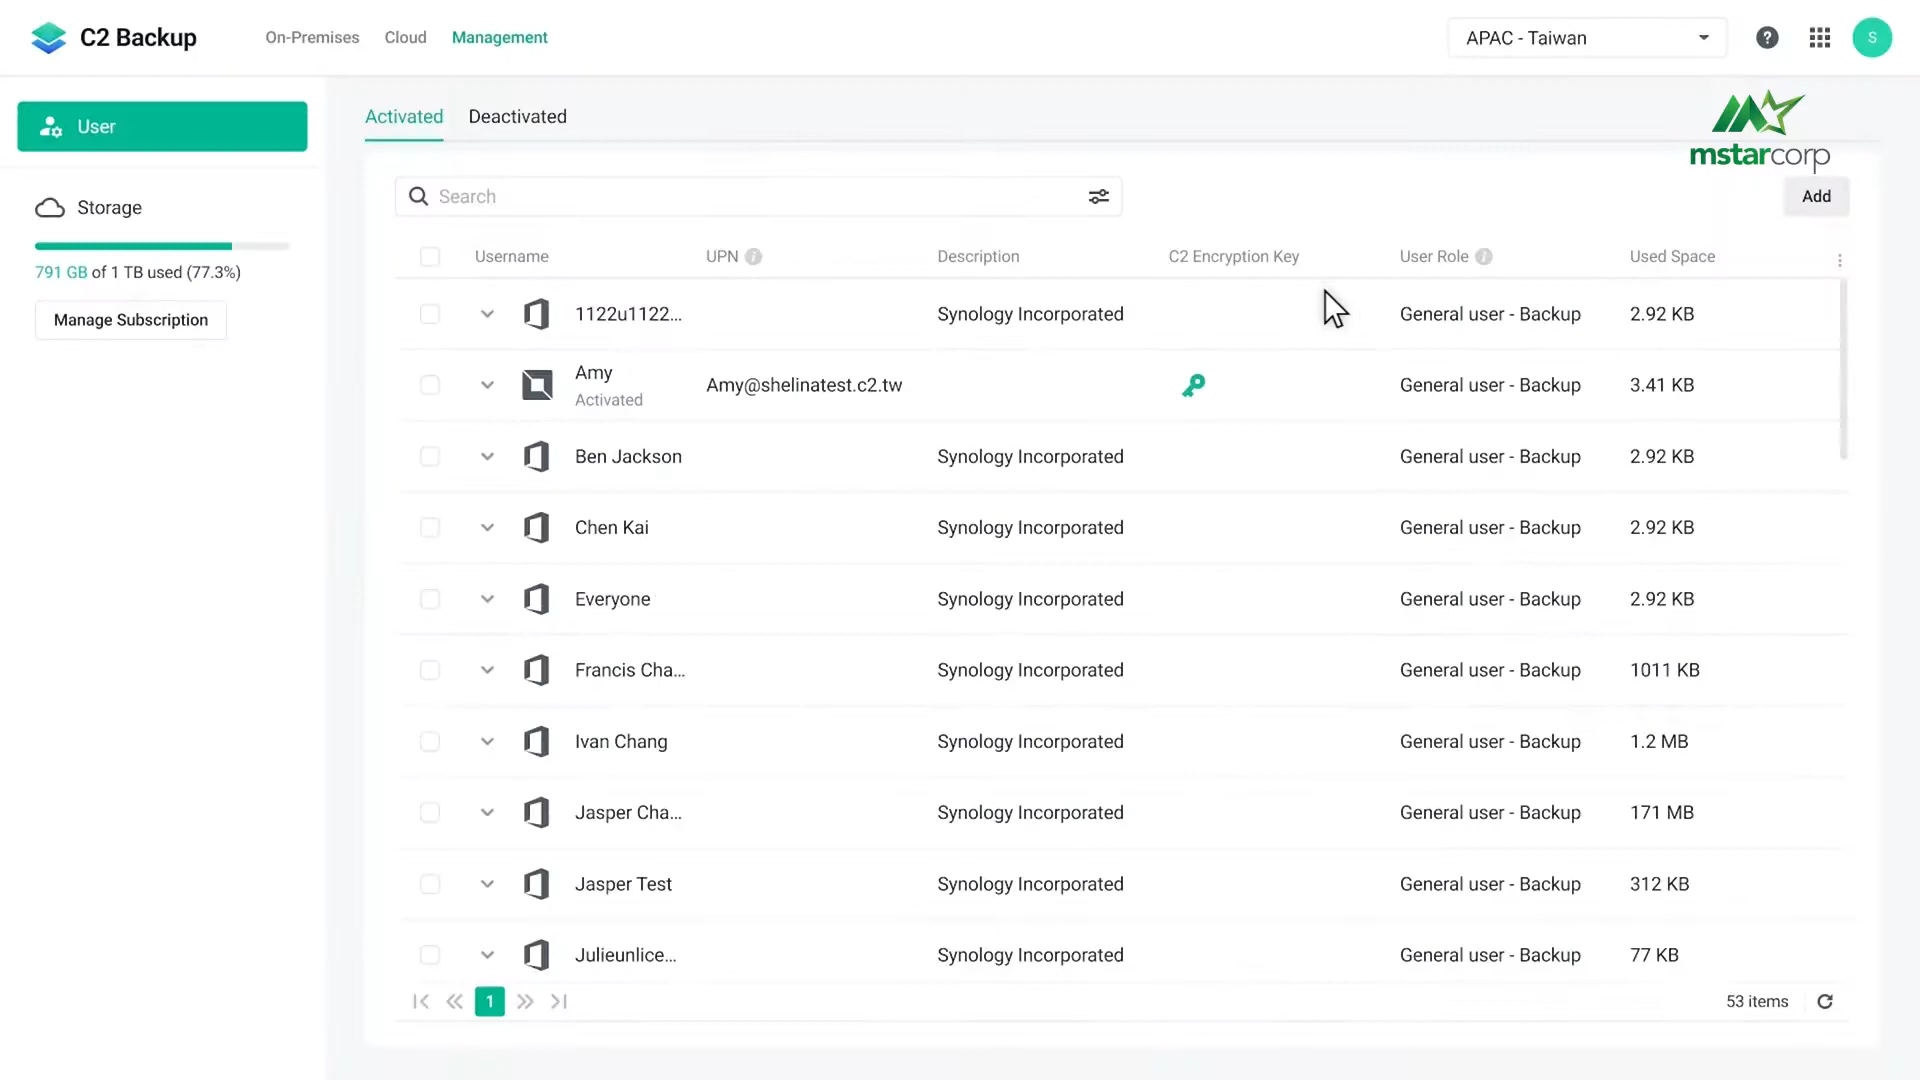 C2 Backup
On-Premises Cloud Management
APAC - Taiwan
?
S
User
Storage
791 GB of 1 TB used (77.3%)
Manage Subscription
Activated Deactivated
mstarcorp
Search
Add
Username UPN i Description C2 Encryption Key User Role i Used Space
1122u1122... Synology Incorporated General user - Backup 2.92 KB
Amy
Activated
Amy@shelinatest.c2.tw General user - Backup 3.41 KB
Ben Jackson Synology Incorporated General user - Backup 2.92 KB
Chen Kai Synology Incorporated General user - Backup 2.92 KB
Everyone Synology Incorporated General user - Backup 2.92 KB
Francis Cha... Synology Incorporated General user - Backup 1011 KB
Ivan Chang Synology Incorporated General user - Backup 1.2 MB
Jasper Cha... Synology Incorporated General user - Backup 171 MB
Jasper Test Synology Incorporated General user - Backup 312 KB
Julieunlice... Synology Incorporated General user - Backup 77 KB
1
53 items